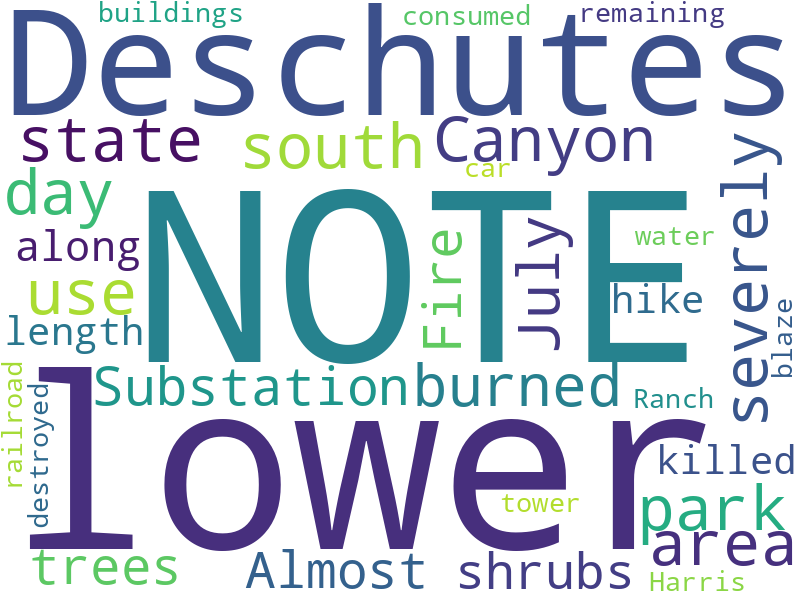 buildings consumed remaining
Deschutes
state south Canyon
car
day
severely
NOTE
along
Fire
July
water
use
hike
length
blaze
lower
Substation burned
Ranch
railroad
destroyed
killed
tower
park
area
trees Almost shrubs
Harris